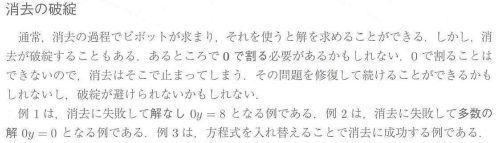 消去の破綻
通常，消去の過程でピボットが求まり，それを使うと解を求めることができる．しかし，消
去が破綻することもある．あるところで 0 で割る必要があるかもしれない．0 で割ることは
できないので，消去はそこで止まってしまう．その問題を修復して続けることができるかも
しれないし，破綻が避けられないかもしれない．
例 1 は，消去に失敗して解なし 0y = 8 となる例である．例 2 は，消去に失敗して多数の
解 0y = 0 となる例である．例 3 は，方程式を入れ替えることで消去に成功する例である．